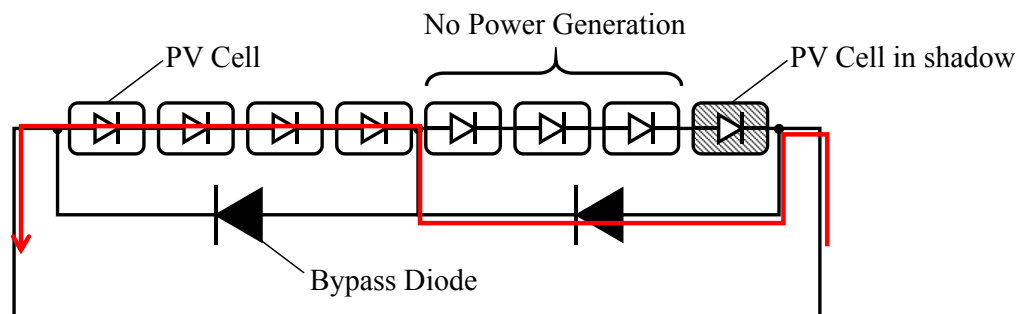 No Power Generation
PV Cell
PV Cell in shadow
Bypass Diode